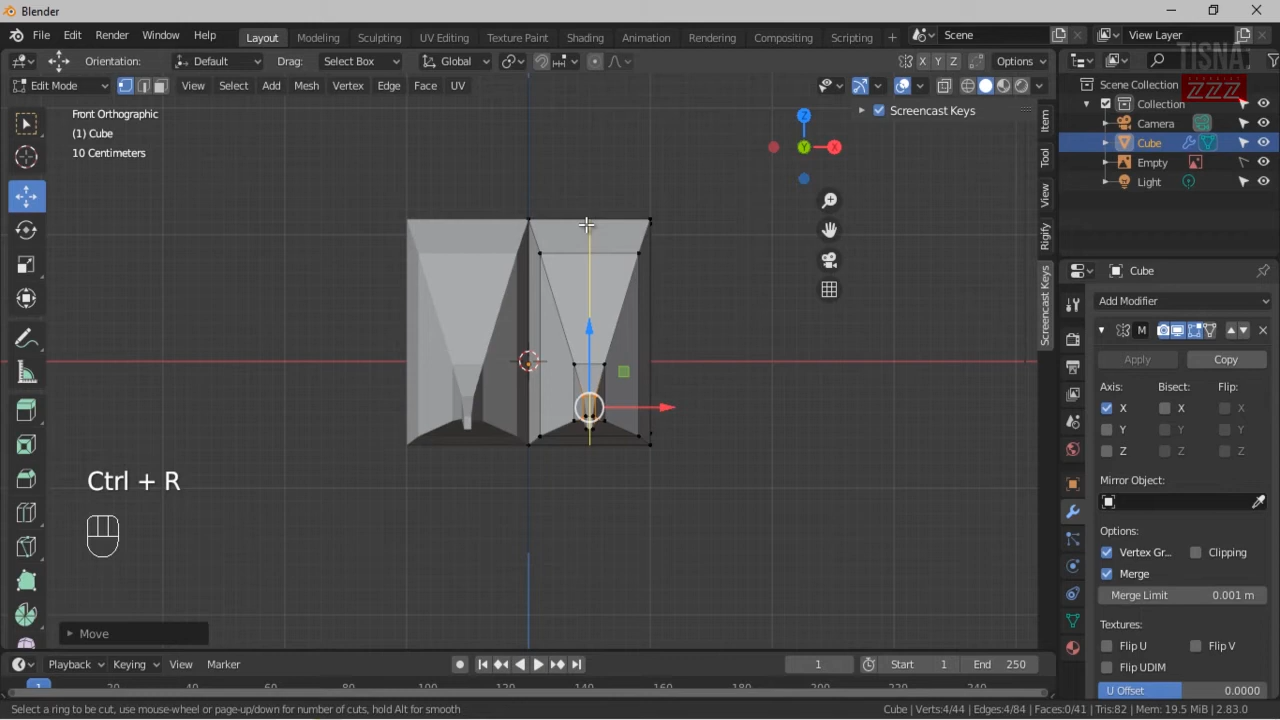 Blender
File Edit Render Window Help Layout Modeling Sculpting UV Editing Texture Paint Shading Animation Rendering Compositing Scripting + Scene View Layer
Orientation: Default Drag: Select Box Global X Y Z Options
TISNA
ZZZ
Edit Mode View Select Add Mesh Vertex Edge Face UV
Scene Collection
Collection
Camera
Cube
Empty
Light
Front Orthographic
(1) Cube
10 Centimeters
Screencast Keys
Z
Y
X
Item
Tool
View
Rigify
Screencast Keys
Cube
Add Modifier
M
Apply Copy
Axis: Bisect: Flip:
X X X
Y Y Y
Z Z Z
Mirror Object:
Options:
Vertex Gr... Clipping
Merge
Merge Limit 0.001 m
Textures:
Flip U Flip V
Flip UDIM
U Offset 0.0000
Ctrl + R
Move
Playback Keying View Marker 1 Start 1 End 250
1
Select a ring to be cut, use mouse-wheel or page-up/down for number of cuts, hold Alt for smooth
Cube | Verts:4/44 | Edges:4/84 | Faces:0/41 | Tris:82 | Mem: 19.5 MiB | 2.83.0